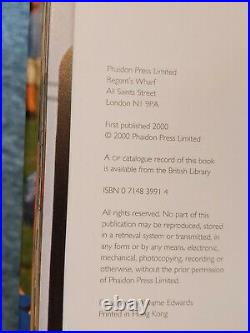 Phaidon Press Limited
Regent's Wharf
All Saints Street
London N1 9PA
First published 2000
© 2000 Phaidon Press Limited
A CIP catalogue record of this book
is available from the British Library
ISBN 0 7148 3991 4
All rights reserved. No part of this
publication may be reproduced, stored
in a retrieval system or transmitted, in
any form or by any means, electronic,
mechanical, photocopying, recording or
otherwise, without the prior permission
of Phaidon Press Limited.
Edwards
Printed in Hong Kong